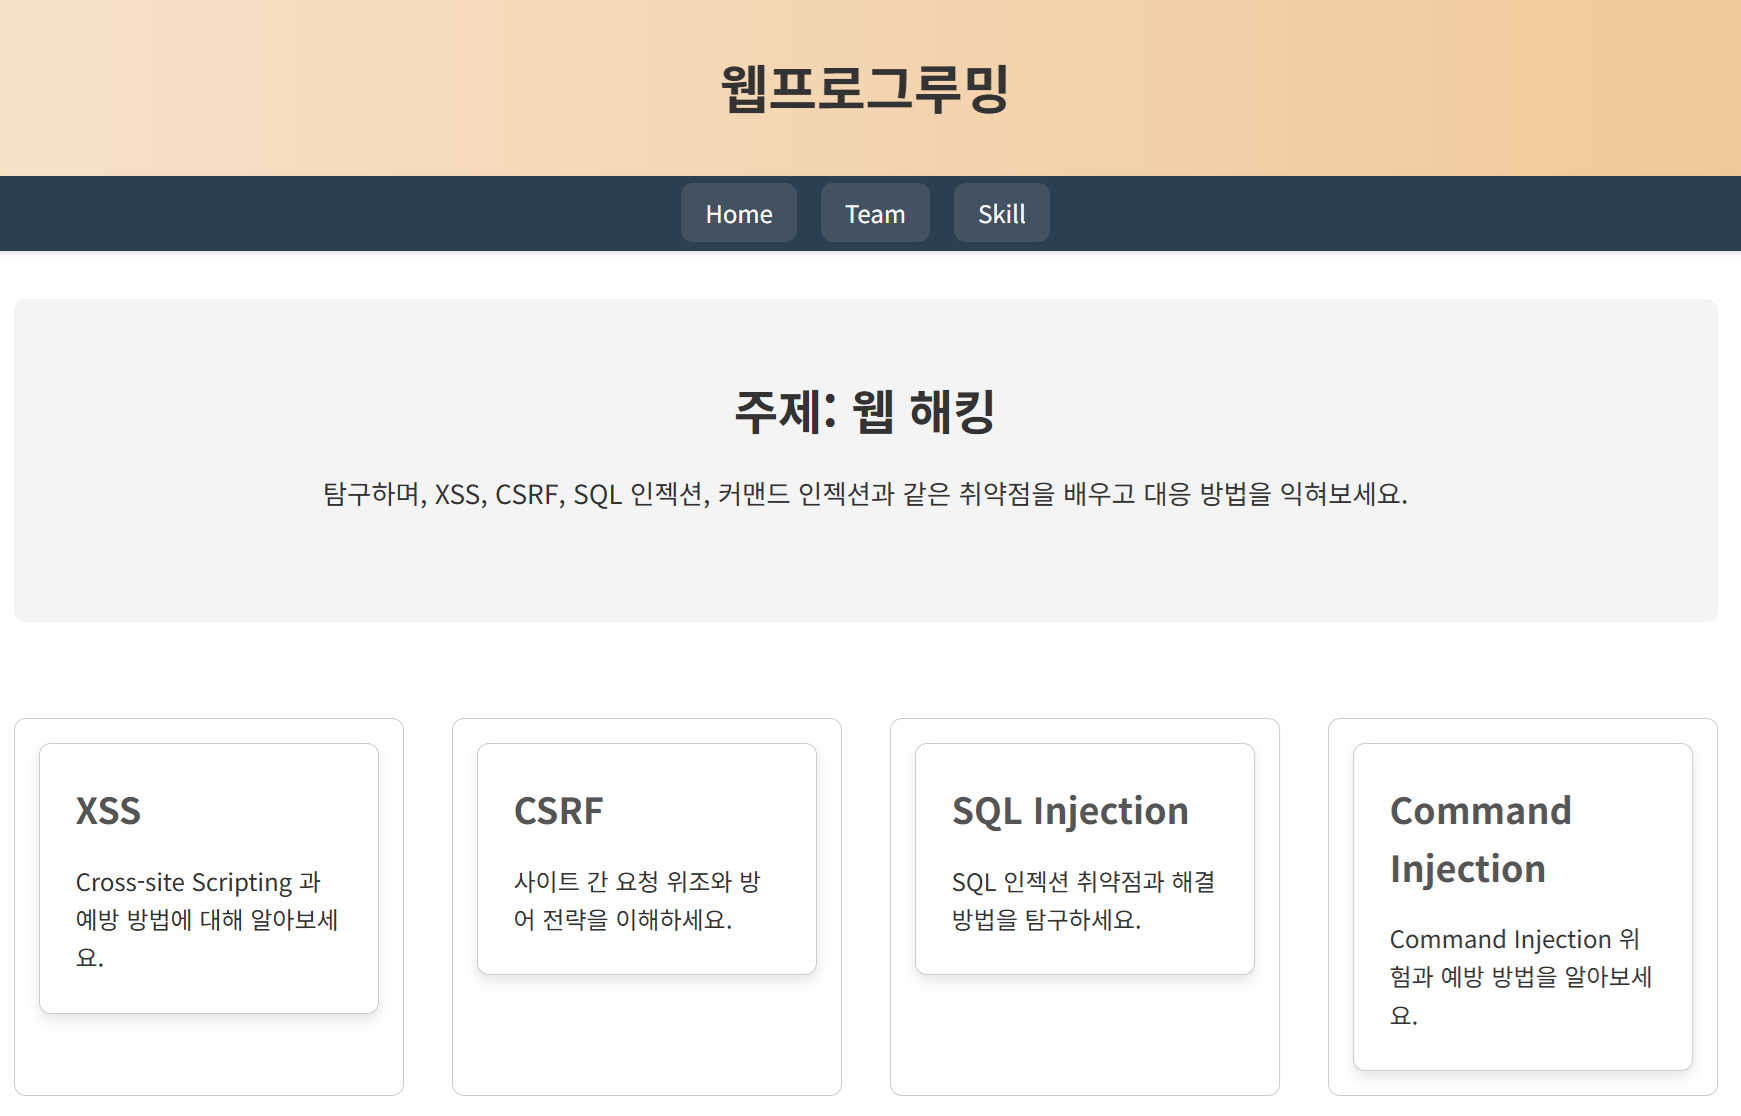 웹프로그루밍
Home
Team
Skill
주제: 웹 해킹
탐구하며, XSS, CSRF, SQL 인젝션, 커맨드 인젝션과 같은 취약점을 배우고 대응 방법을 익혀보세요.
XSS
Cross-site Scripting 과
예방 방법에 대해 알아보세
요.
CSRF
사이트 간 요청 위조와 방
어 전략을 이해하세요.
SQL Injection
SQL 인젝션 취약점과 해결
방법을 탐구하세요.
Command
Injection
Command Injection 위
험과 예방 방법을 알아보세
요.